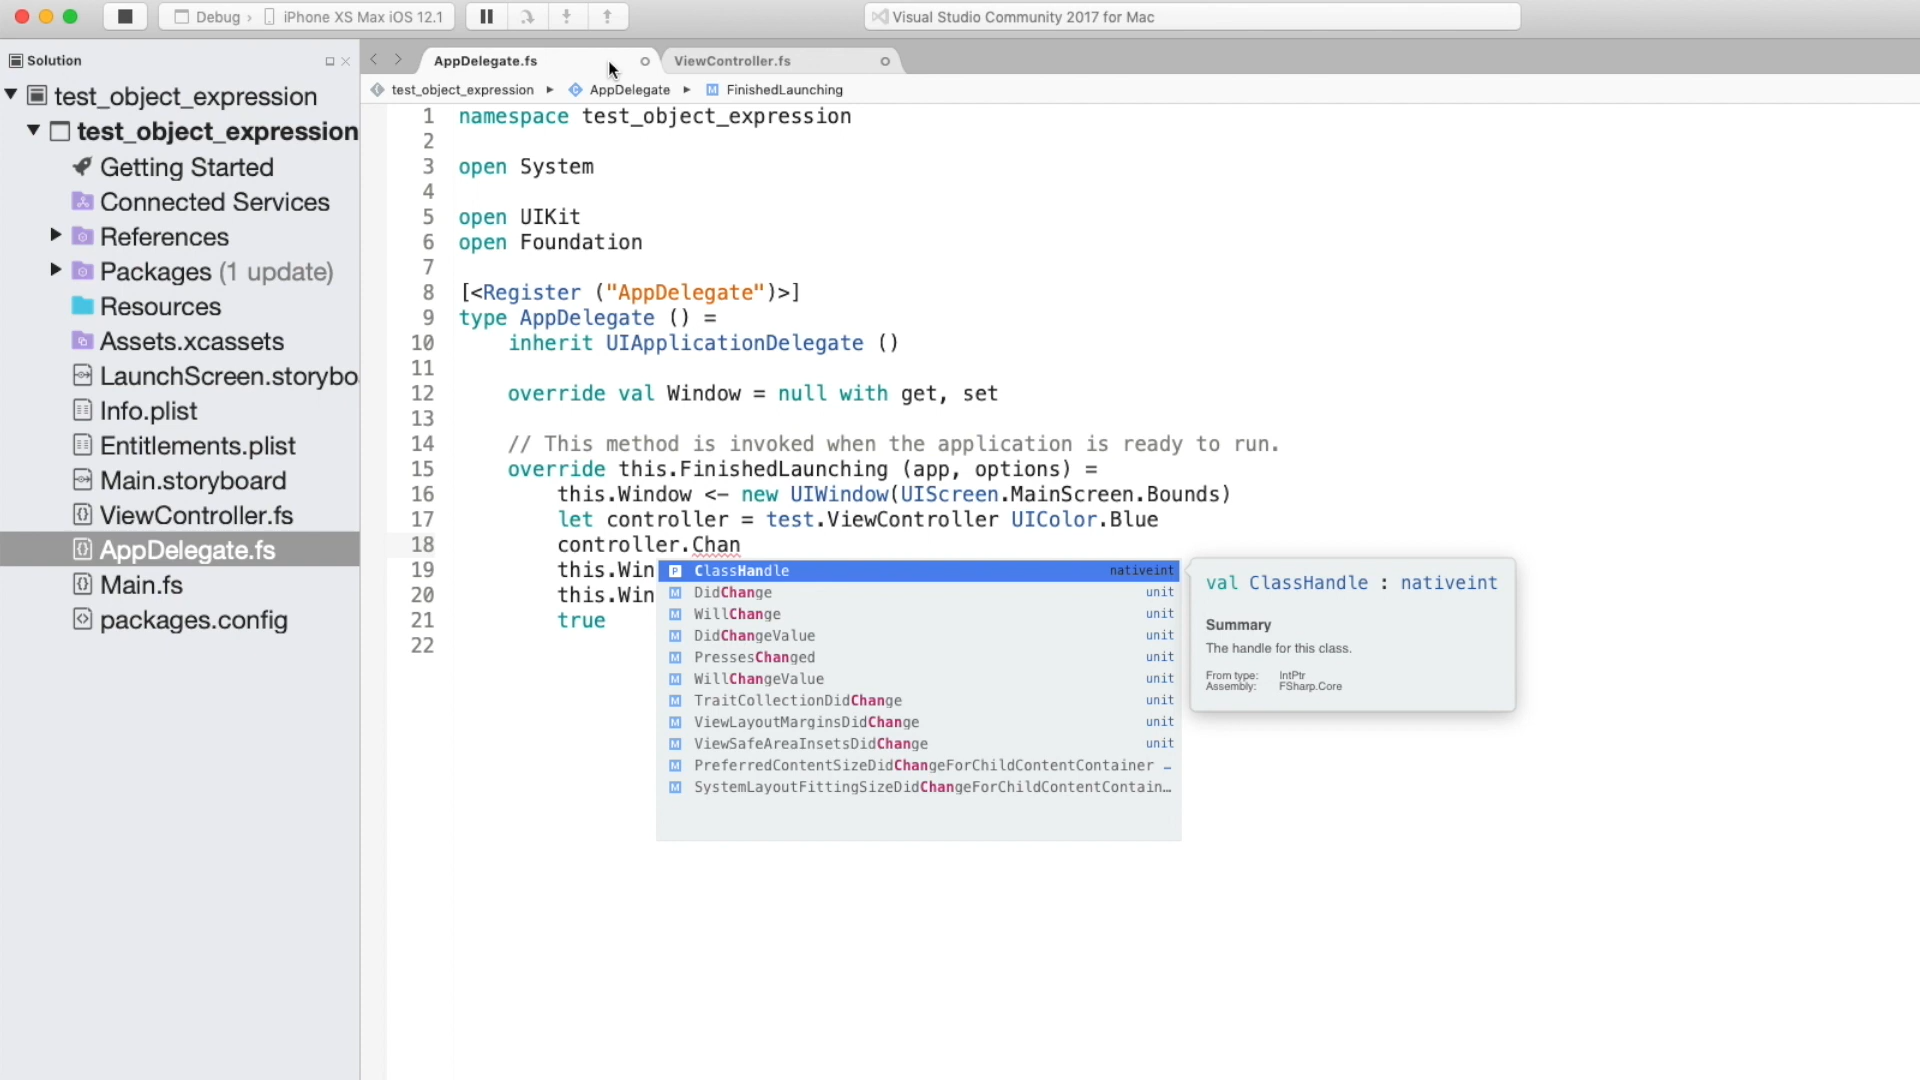 Debug › iPhone XS Max iOS 12.1
Visual Studio Community 2017 for Mac
Solution
test_object_expression
test_object_expression
Getting Started
Connected Services
References
Packages (1 update)
Resources
Assets.xcassets
LaunchScreen.storybo
Info.plist
Entitlements.plist
Main.storyboard
ViewController.fs
AppDelegate.fs
Main.fs
packages.config
AppDelegate.fs
ViewController.fs
test_object_expression ▸ AppDelegate ▸ FinishedLaunching
1 namespace test_object_expression
2
3 open System
4
5 open UIKit
6 open Foundation
7
8 [<Register ("AppDelegate")>]
9 type AppDelegate () =
10 inherit UIApplicationDelegate ()
11
12 override val Window = null with get, set
13
14 // This method is invoked when the application is ready to run.
15 override this.FinishedLaunching (app, options) =
16 this.Window <- new UIWindow(UIScreen.MainScreen.Bounds)
17 let controller = test.ViewController UIColor.Blue
18 controller.Chan
19 this.Win
20 this.Win
21 true
22
P ClassHandle nativeint
M DidChange unit
M WillChange unit
M DidChangeValue unit
M PressesChanged unit
M WillChangeValue unit
M TraitCollectionDidChange unit
M ViewLayoutMarginsDidChange unit
M ViewSafeAreaInsetsDidChange unit
M PreferredContentSizeDidChangeForChildContentContainer …
M SystemLayoutFittingSizeDidChangeForChildContentContain…
val ClassHandle : nativeint
Summary
The handle for this class.
From type: IntPtr
Assembly: FSharp.Core